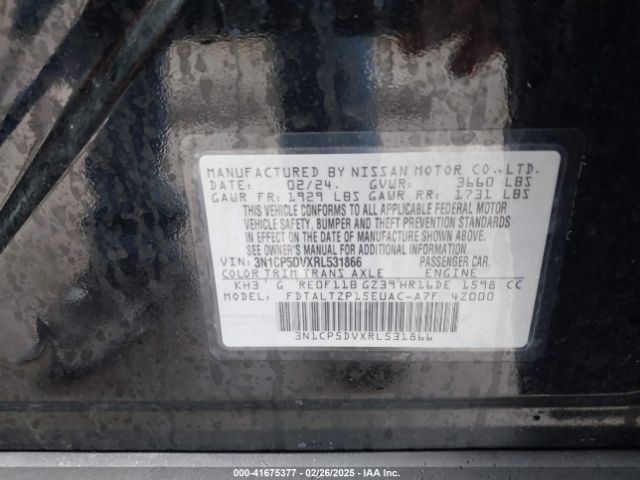 MANUFACTURED BY NISSAN MOTOR CO., LTD.
DATE: 02/24. GVWR: 3660 LBS
GAWR FR: 1929 LBS GAWR RR: 1731 LBS
THIS VEHICLE CONFORMS TO ALL APPLICABLE FEDERAL MOTOR
VEHICLE SAFETY, BUMPER AND THEFT PREVENTION STANDARDS
IN EFFECT ON THE DATE OF MANUFACTURE SHOWN ABOVE.
SEE OWNER'S MANUAL FOR ADDITIONAL INFORMATION
VIN: 3N1CP5DVXRL531866 PASSENGER CAR.
COLOR TRIM TRANS AXLE ENGINE
KH3 G RE0F11B GZ39 HR16DE 1598 CC
MODEL: FDTALTZP15EUAC-A7F 4Z000
3N1CP5DVXRL531866
000-41675377 | 02/26/2025 | IAA Inc.